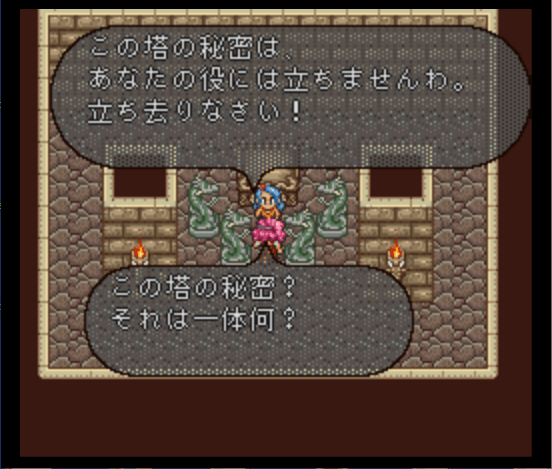 この塔の秘密は、
あなたの役には立ちませんわ。
立ち去りなさい！
この塔の秘密？
それは一体何？